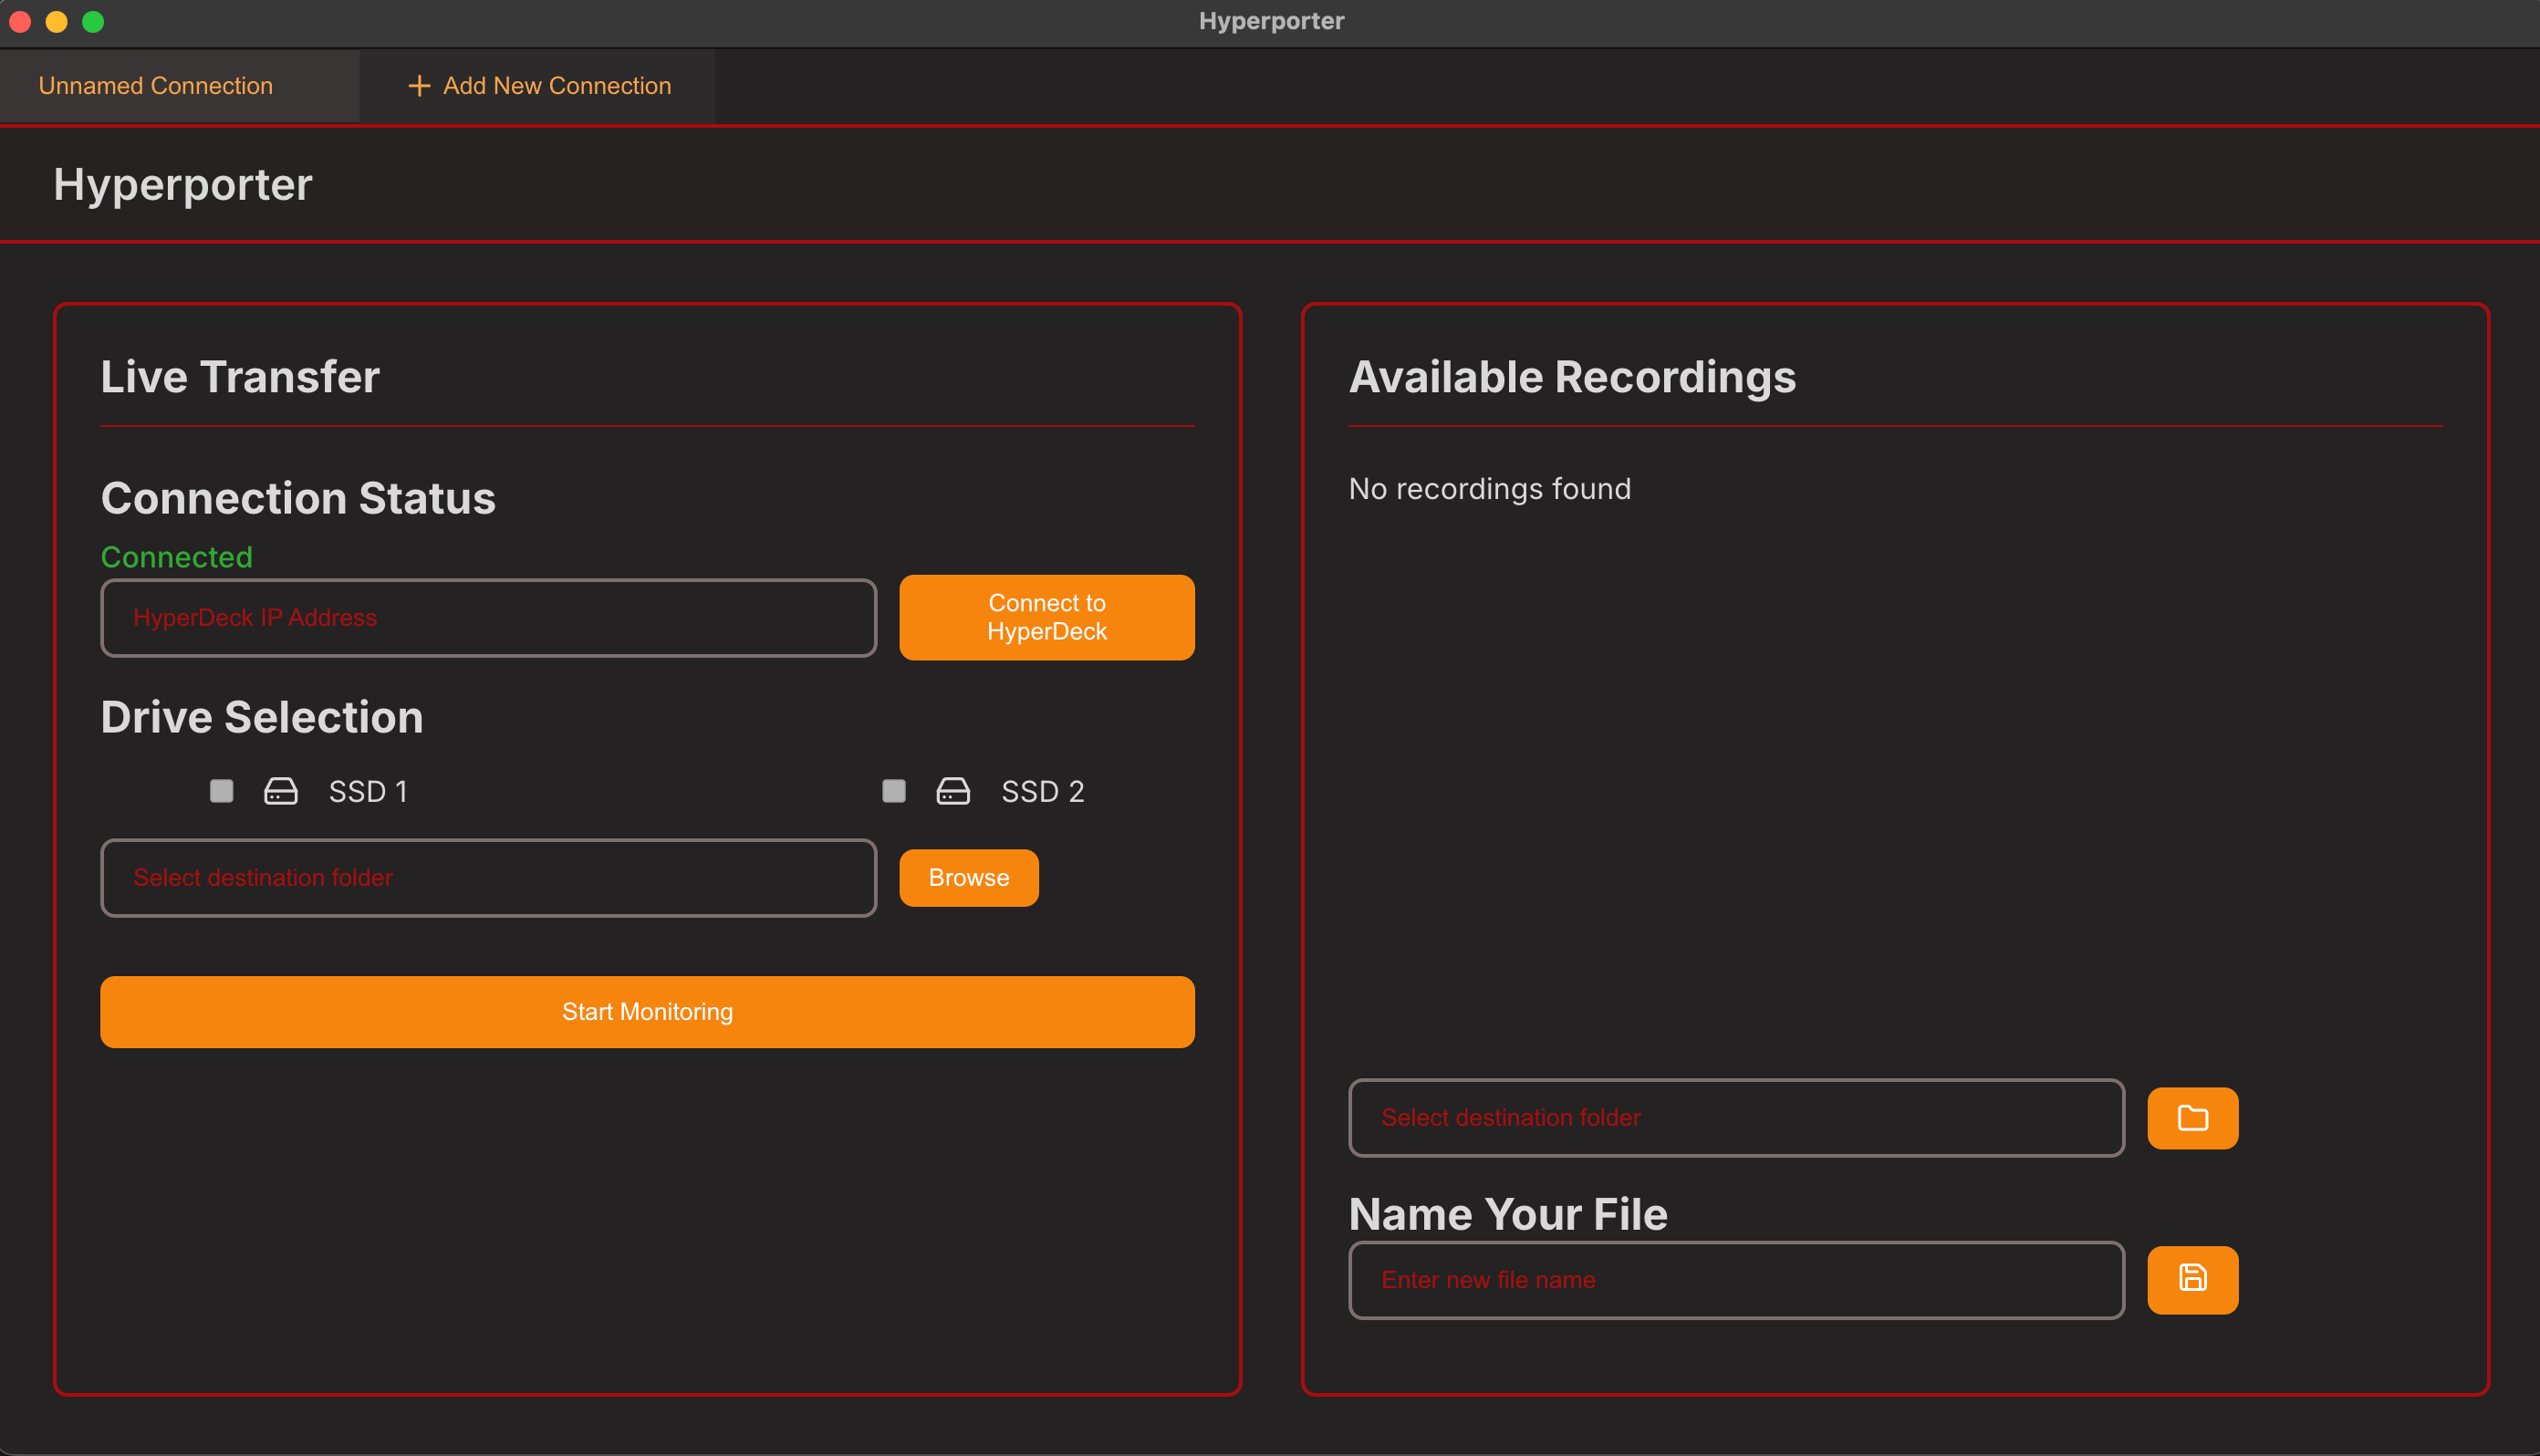 Hyperporter
Unnamed Connection
Add New Connection
Hyperporter
Live Transfer
Connection Status
Connected
HyperDeck IP Address
Connect to
HyperDeck
Drive Selection
SSD 1
SSD 2
Select destination folder
Browse
Start Monitoring
Available Recordings
No recordings found
Select destination folder
Name Your File
Enter new file name